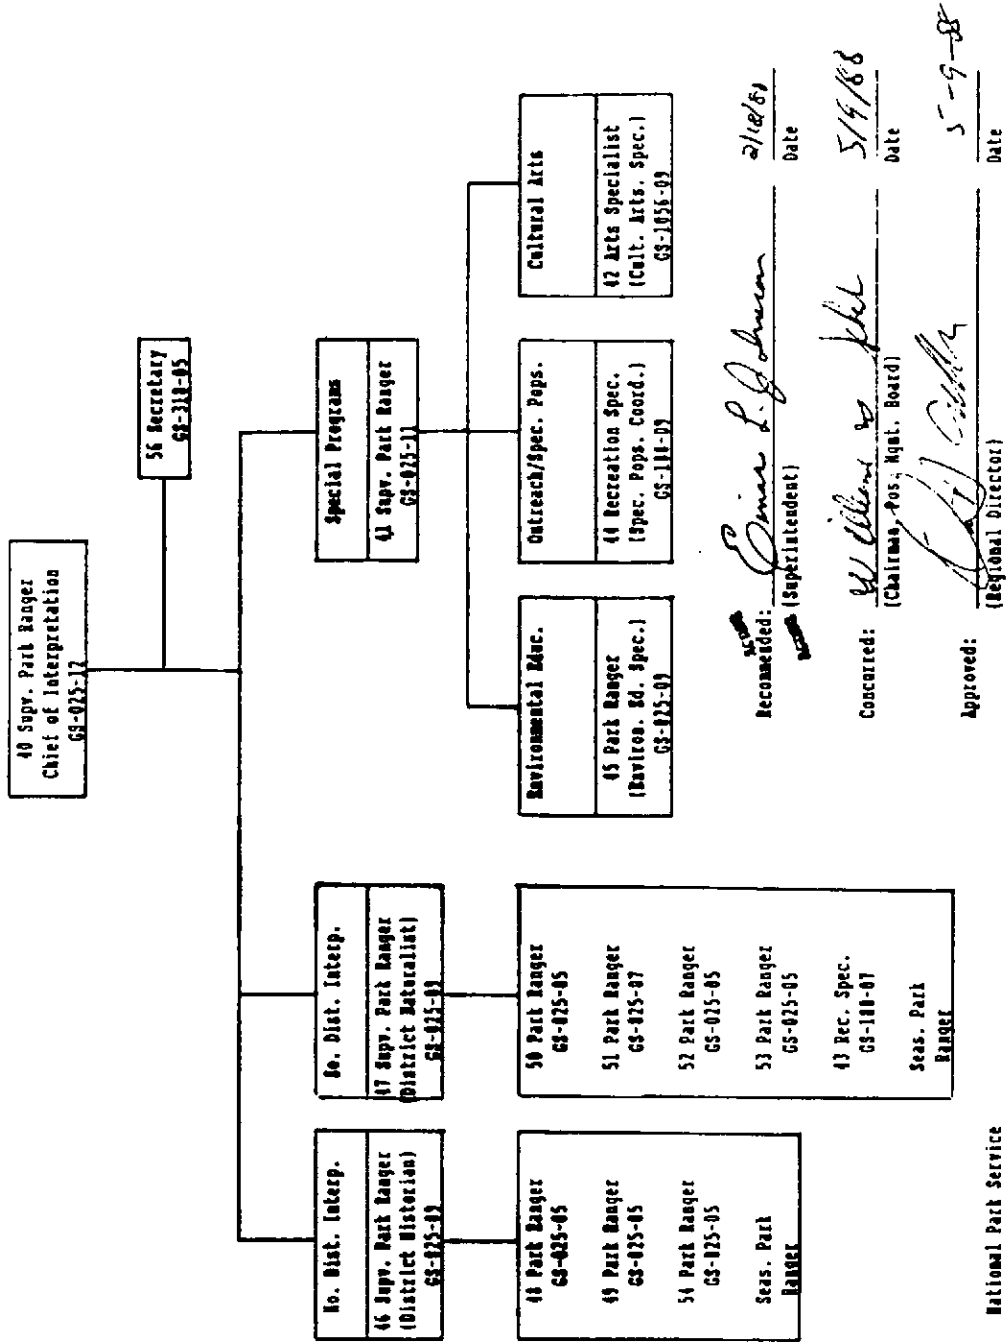 40 Supv. Park Ranger
Chief of Interpretation
GS-025-12
56 Secretary
GS-318-05
No. Dist. Interp.
46 Supv. Park Ranger
(District Historian)
GS-025-09
So. Dist. Interp.
47 Supv. Park Ranger
(District Naturalist)
GS-025-09
Special Programs
41 Supv. Park Ranger
GS-025-11
48 Park Ranger
GS-025-05
49 Park Ranger
GS-025-05
54 Park Ranger
GS-025-05
Seas. Park
Ranger
50 Park Ranger
GS-025-05
51 Park Ranger
GS-025-07
52 Park Ranger
GS-025-05
53 Park Ranger
GS-025-05
43 Rec. Spec.
GS-188-07
Seas. Park
Ranger
Environmental Educ.
45 Park Ranger
(Environ. Ed. Spec.)
GS-025-09
Outreach/Spec. Pops.
44 Recreation Spec.
(Spec. Pops. Coord.)
GS-188-09
Cultural Arts
42 Arts Specialist
(Cult. Arts. Spec.)
GS-1056-09
Recommended: Einar L. Johnson 2/18/88
ACTING (Superintendent) Date
Concurred: 5/9/88
(Chairman, Pos. Mgmt. Board) Date
Approved: 5-9-88
(Regional Director) Date
National Park Service